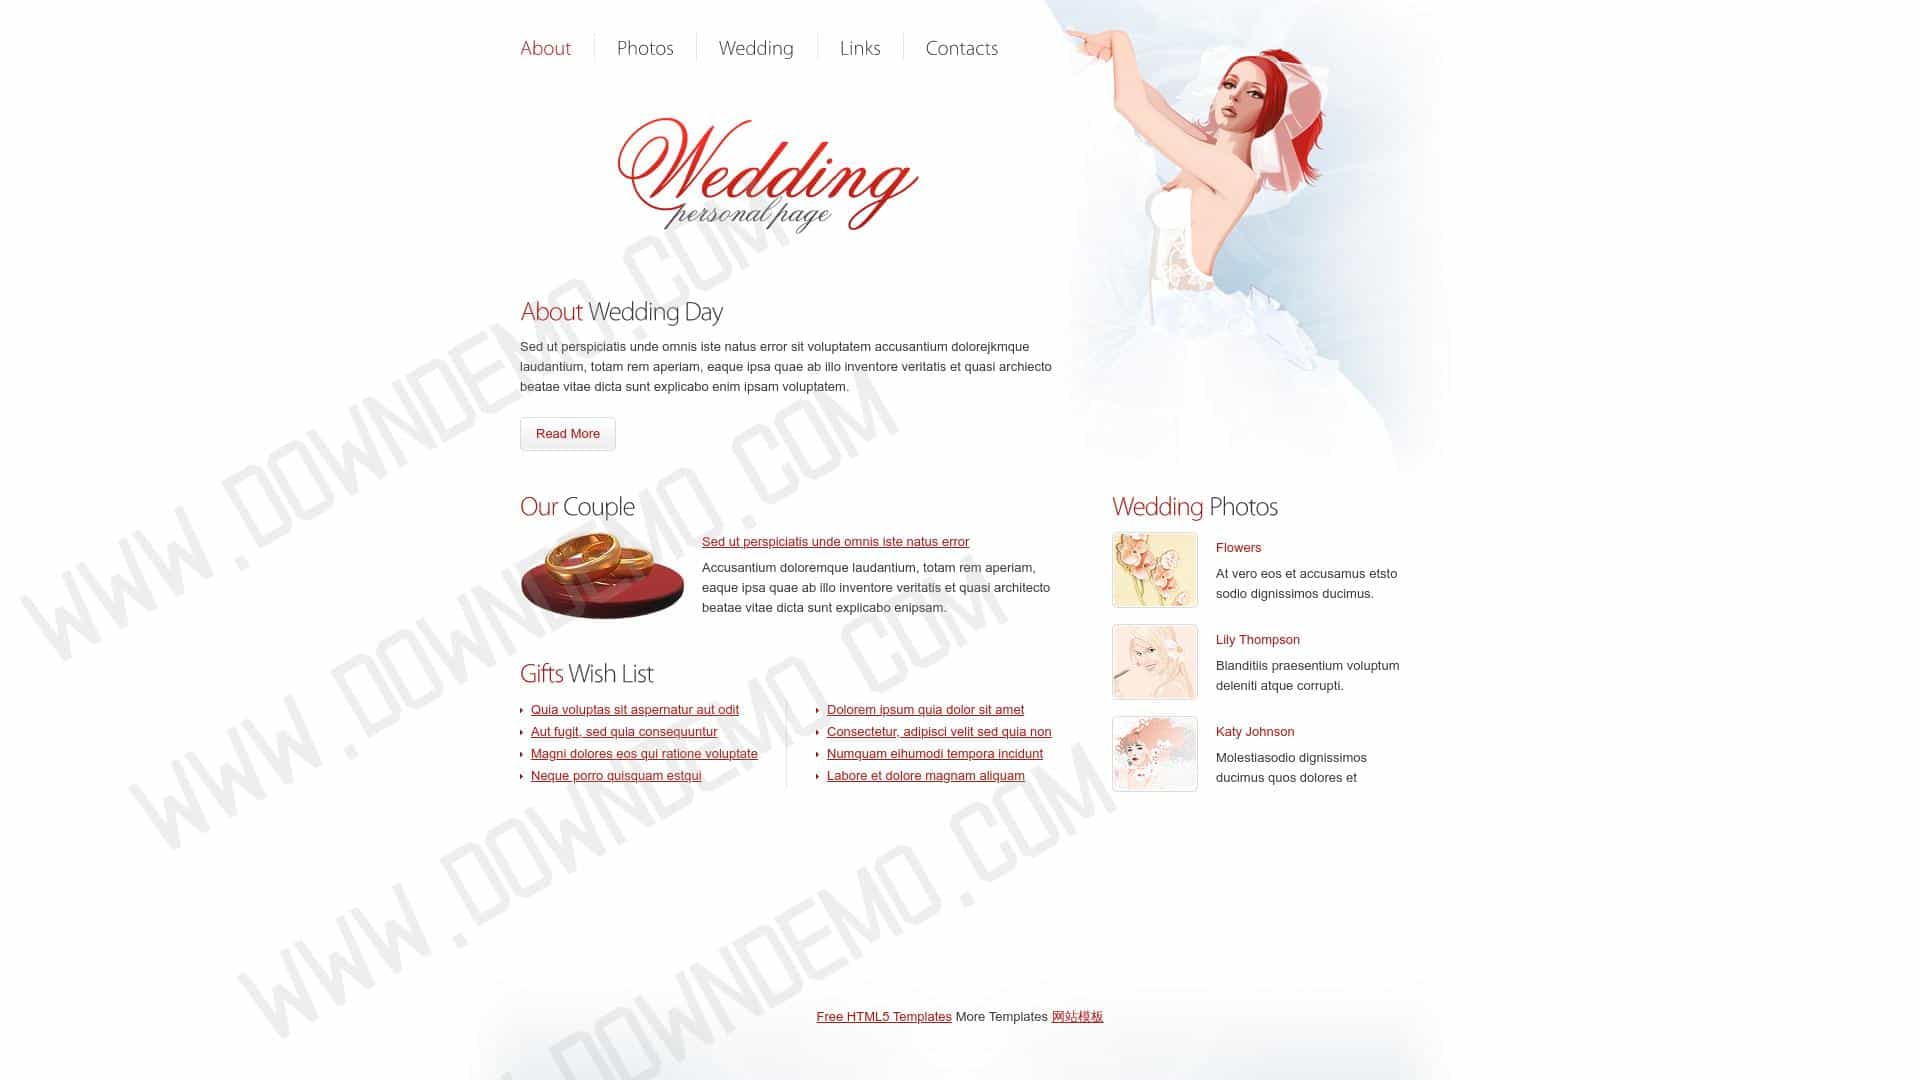 About
Photos
Wedding
Links
Contacts
Wedding
personal page
About Wedding Day
Sed ut perspiciatis unde omnis iste natus error sit voluptatem accusantium dolorejkmque
laudantium, totam rem aperiam, eaque ipsa quae ab illo inventore veritatis et quasi architecto
beatae vitae dicta sunt explicabo enim ipsam voluptatem.
Read More
Our Couple
Sed ut perspiciatis unde omnis iste natus error
Accusantium doloremque laudantium, totam rem aperiam,
eaque ipsa quae ab illo inventore veritatis et quasi architecto
beatae vitae dicta sunt explicabo enipsam.
Gifts Wish List
Quia voluptas sit aspernatur aut odit
Aut fugit, sed quia consequuntur
Magni dolores eos qui ratione voluptate
Neque porro quisquam estqui
Dolorem ipsum quia dolor sit amet
Consectetur, adipisci velit sed quia non
Numquam eihumodi tempora incidunt
Labore et dolore magnam aliquam
Wedding Photos
Flowers
At vero eos et accusamus etsto
sodio dignissimos ducimus.
Lily Thompson
Blanditiis praesentium voluptum
deleniti atque corrupti.
Katy Johnson
Molestiasodio dignissimos
ducimus quos dolores et
Free HTML5 Templates More Templates 网站模板
WWW.DOWNDEMO.COM
WWW.DOWNDEMO.COM
WWW.DOWNDEMO.COM
DOWNDEMO.COM